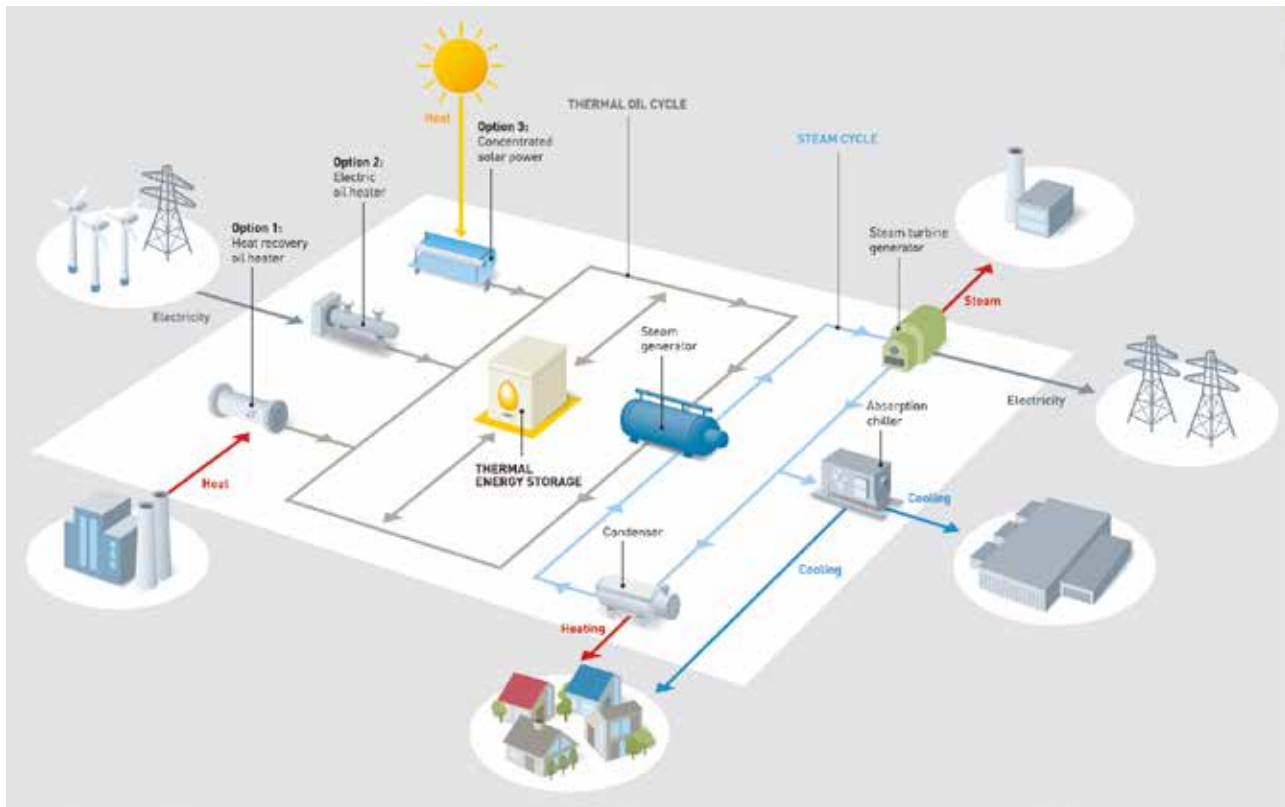 Heat
THERMAL OIL CYCLE
Option 3:
Concentrated
solar power
STEAM CYCLE
Option 2:
Electric
oil heater
Option 1:
Heat recovery
oil heater
Steam turbine
generator
Steam
Electricity
Steam
generator
Electricity
Absorption
chiller
THERMAL
ENERGY STORAGE
Heat
Cooling
Condenser
Cooling
Heating